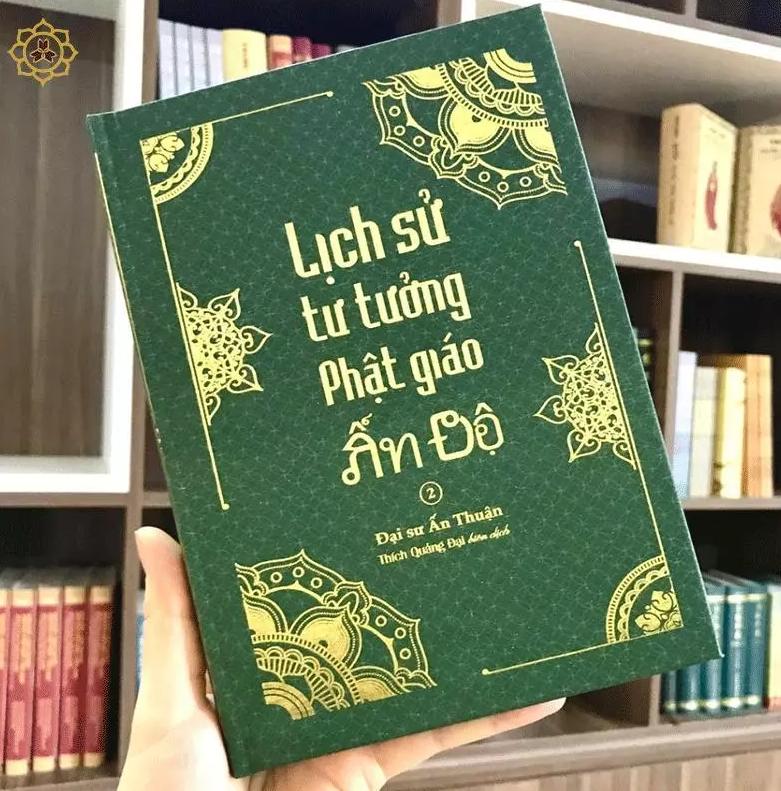 Lịch sử
tư tưởng
Phật giáo
Ấn Độ
2
Đại sư Ấn Thuận
Thích Quảng Đại biên dịch